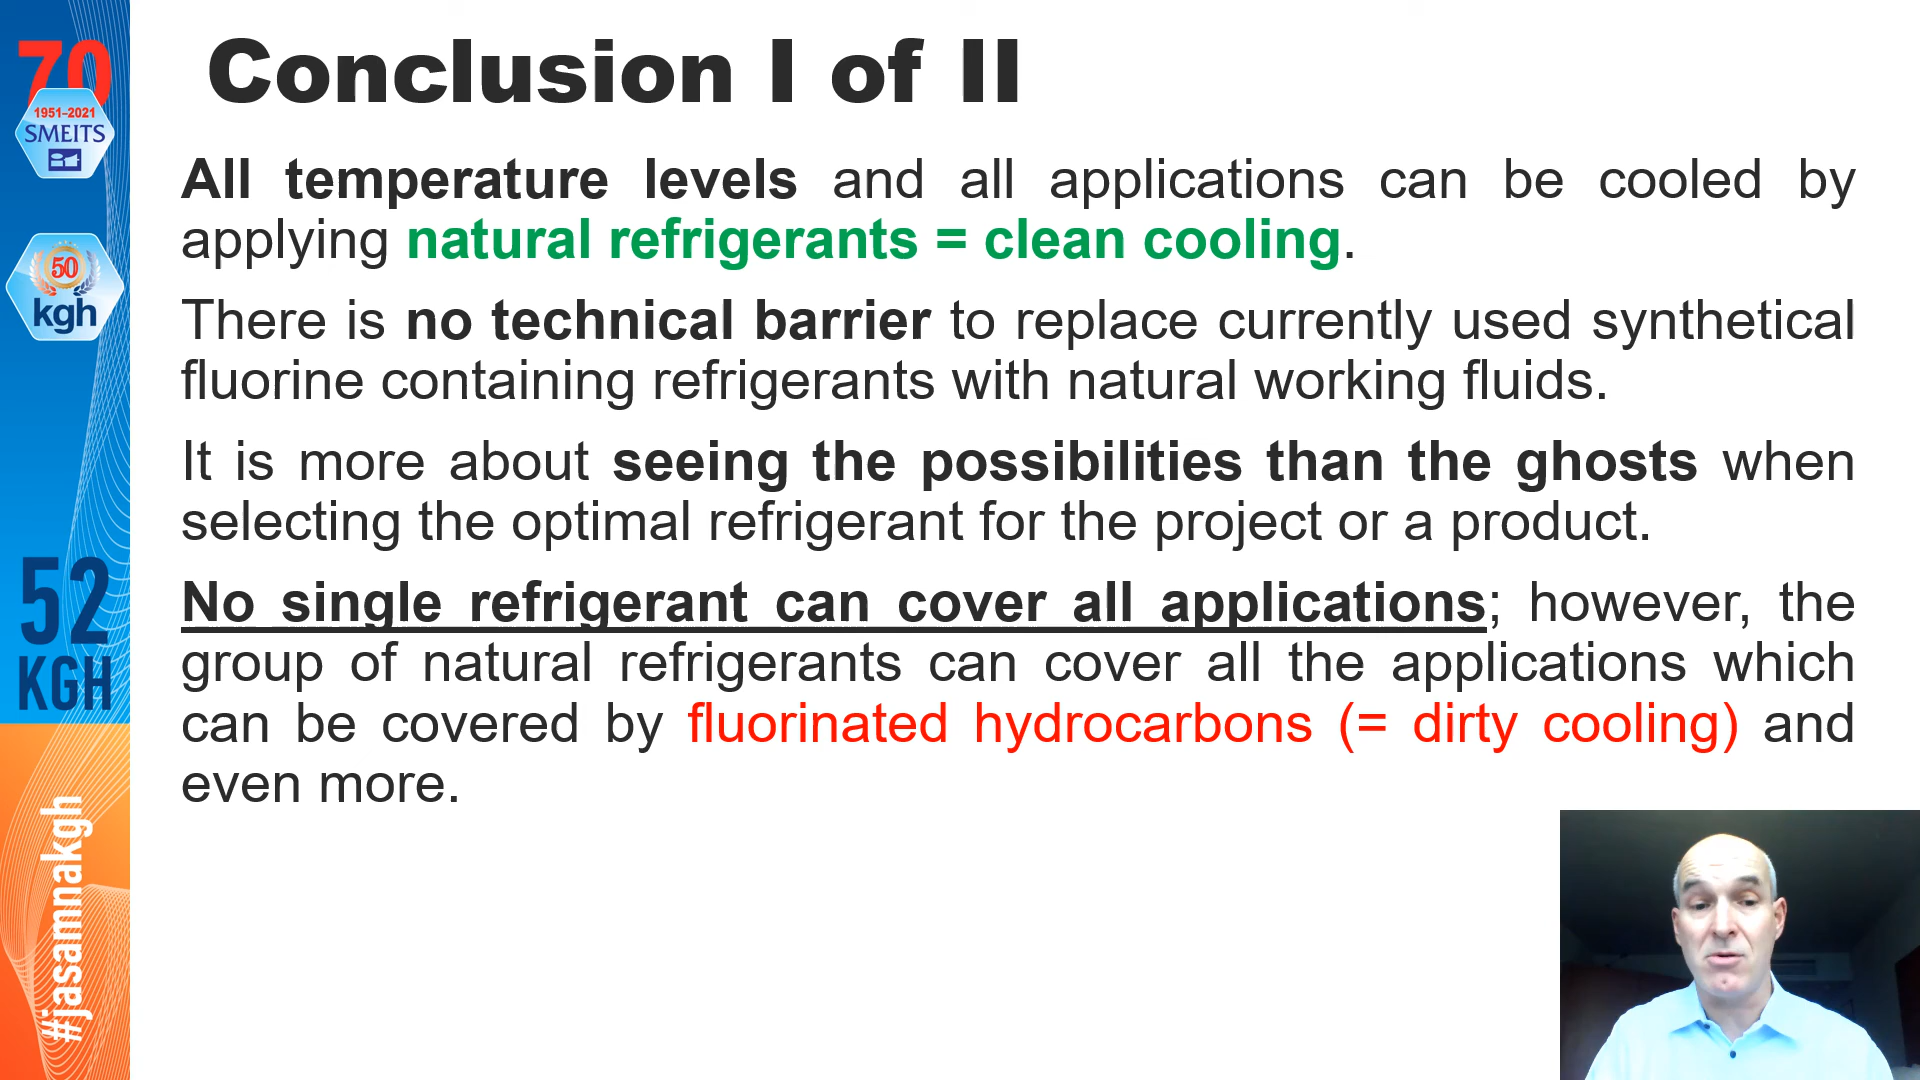 70
1951–2021
SMEITS
50
kgh
52
KGH
#jasamnakgh
Conclusion I of II
All temperature levels and all applications can be cooled by
applying natural refrigerants = clean cooling.
There is no technical barrier to replace currently used synthetical
fluorine containing refrigerants with natural working fluids.
It is more about seeing the possibilities than the ghosts when
selecting the optimal refrigerant for the project or a product.
No single refrigerant can cover all applications; however, the
group of natural refrigerants can cover all the applications which
can be covered by fluorinated hydrocarbons (= dirty cooling) and
even more.